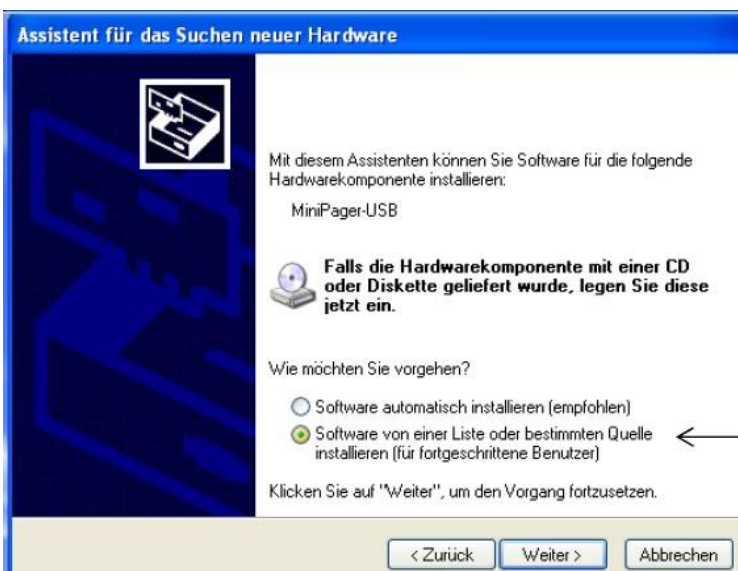 Assistent für das Suchen neuer Hardware
Mit diesem Assistenten können Sie Software für die folgende
Hardwarekomponente installieren:
MiniPager-USB
Falls die Hardwarekomponente mit einer CD
oder Diskette geliefert wurde, legen Sie diese
jetzt ein.
Wie möchten Sie vorgehen?
Software automatisch installieren (empfohlen)
Software von einer Liste oder bestimmten Quelle
installieren (für fortgeschrittene Benutzer)
Klicken Sie auf "Weiter", um den Vorgang fortzusetzen.
< Zurück Weiter > Abbrechen